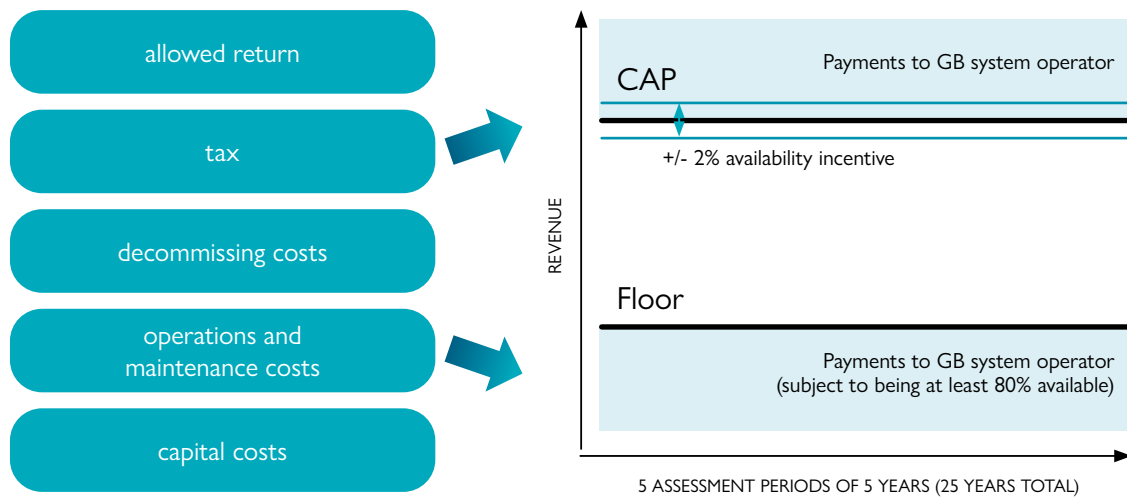 allowed return
tax
decommissing costs
operations and
maintenance costs
capital costs
REVENUE
Payments to GB system operator
CAP
+/- 2% availability incentive
Floor
Payments to GB system operator
(subject to being at least 80% available)
5 ASSESSMENT PERIODS OF 5 YEARS (25 YEARS TOTAL)